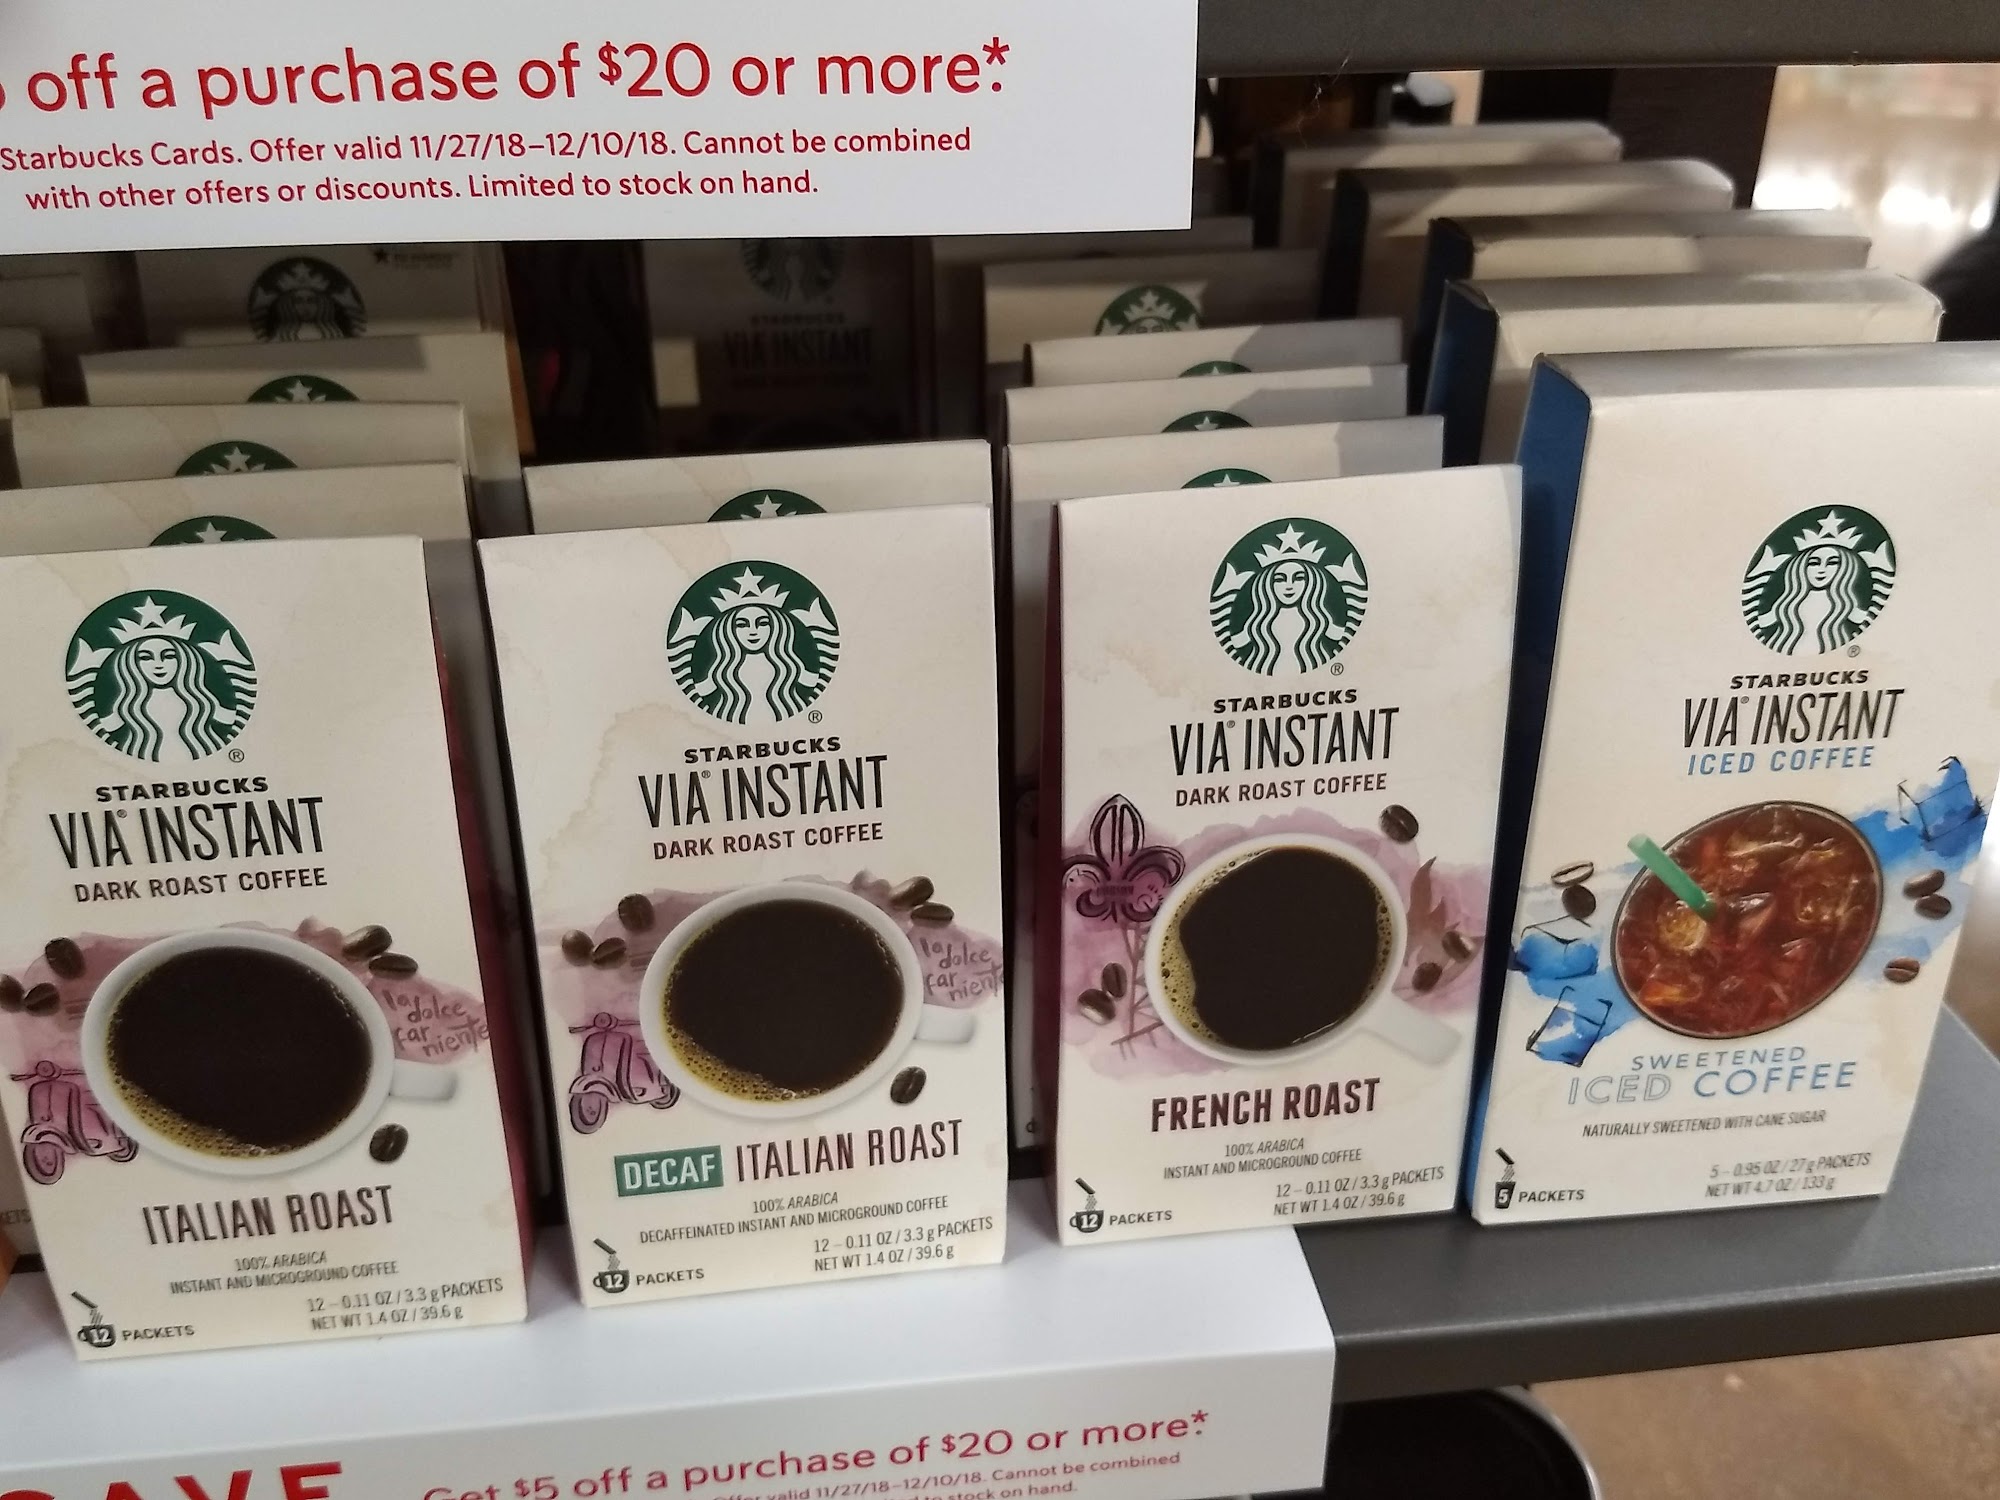 off a purchase of $20 or more*.
Starbucks Cards. Offer valid 11/27/18–12/10/18. Cannot be combined
with other offers or discounts. Limited to stock on hand.
STARBUCKS
VIA INSTANT
STARBUCKS
VIA® INSTANT
DARK ROAST COFFEE
la
dolce
far
niente
ITALIAN ROAST
100% ARABICA
INSTANT AND MICROGROUND COFFEE
12 – 0.11 OZ / 3.3 g PACKETS
NET WT 1.4 OZ / 39.6 g
12 PACKETS
STARBUCKS
VIA® INSTANT
DARK ROAST COFFEE
la
dolce
far
niente
DECAF ITALIAN ROAST
100% ARABICA
DECAFFEINATED INSTANT AND MICROGROUND COFFEE
12 – 0.11 OZ / 3.3 g PACKETS
NET WT 1.4 OZ / 39.6 g
12 PACKETS
STARBUCKS
VIA® INSTANT
DARK ROAST COFFEE
FRENCH ROAST
100% ARABICA
INSTANT AND MICROGROUND COFFEE
12 – 0.11 OZ / 3.3 g PACKETS
NET WT 1.4 OZ / 39.6 g
12 PACKETS
STARBUCKS
VIA® INSTANT
ICED COFFEE
SWEETENED
ICED COFFEE
NATURALLY SWEETENED WITH CANE SUGAR
5 – 0.95 OZ / 27 g PACKETS
NET WT 4.7 OZ / 133 g
5 PACKETS
SAVE
Get $5 off a purchase of $20 or more*.
Offer valid 11/27/18–12/10/18. Cannot be combined
to stock on hand.